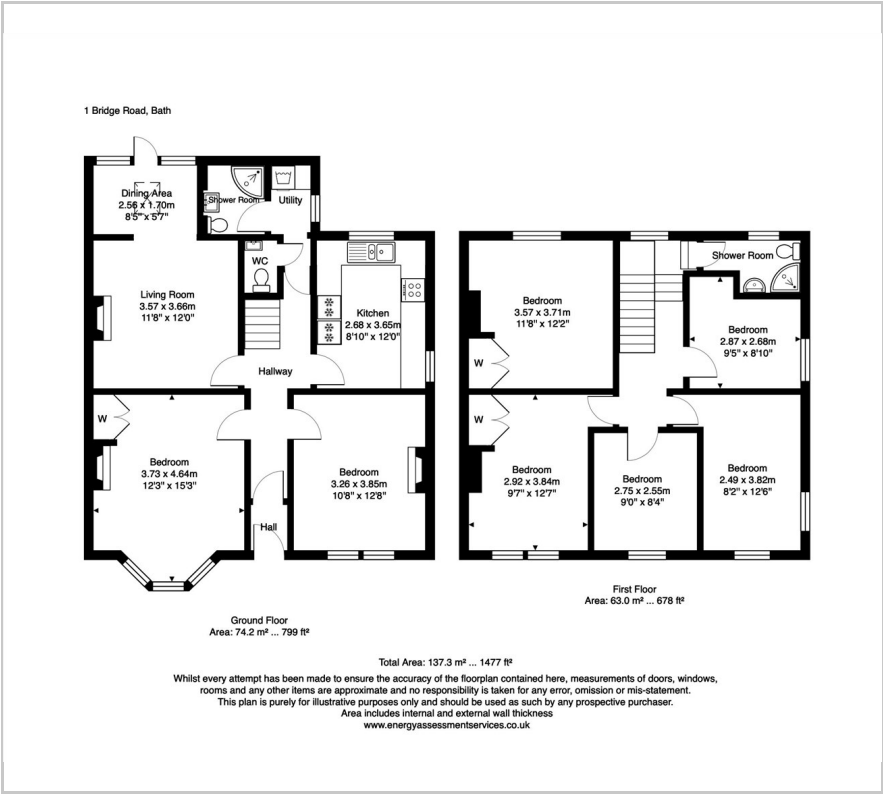 1 Bridge Road, Bath
Dining Area
2.56 x 1.70m
8'5" x 5'7"
Shower Room
Utility
WC
Living Room
3.57 x 3.66m
11'8" x 12'0"
Kitchen
2.68 x 3.65m
8'10" x 12'0"
Hallway
W
Bedroom
3.73 x 4.64m
12'3" x 15'3"
Bedroom
3.26 x 3.85m
10'8" x 12'8"
Hall
Ground Floor
Area: 74.2 m² ... 799 ft²
Shower Room
Bedroom
3.57 x 3.71m
11'8" x 12'2"
W
Bedroom
2.87 x 2.68m
9'5" x 8'10"
W
Bedroom
2.92 x 3.84m
9'7" x 12'7"
Bedroom
2.75 x 2.55m
9'0" x 8'4"
Bedroom
2.49 x 3.82m
8'2" x 12'6"
First Floor
Area: 63.0 m² ... 678 ft²
Total Area: 137.3 m² ... 1477 ft²
Whilst every attempt has been made to ensure the accuracy of the floorplan contained here, measurements of doors, windows,
rooms and any other items are approximate and no responsibility is taken for any error, omission or mis-statement.
This plan is purely for illustrative purposes only and should be used as such by any prospective purchaser.
Area includes internal and external wall thickness
www.energyassessmentservices.co.uk